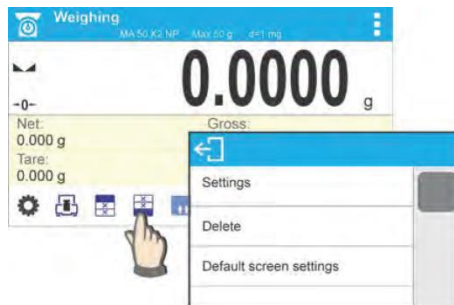 Weighing
MA 50.X2 NP Max 50 g d=1 mg
0.0000 g
-0-
Net: Gross:
0.000 g
Tare:
0.000 g
Settings
Delete
Default screen settings